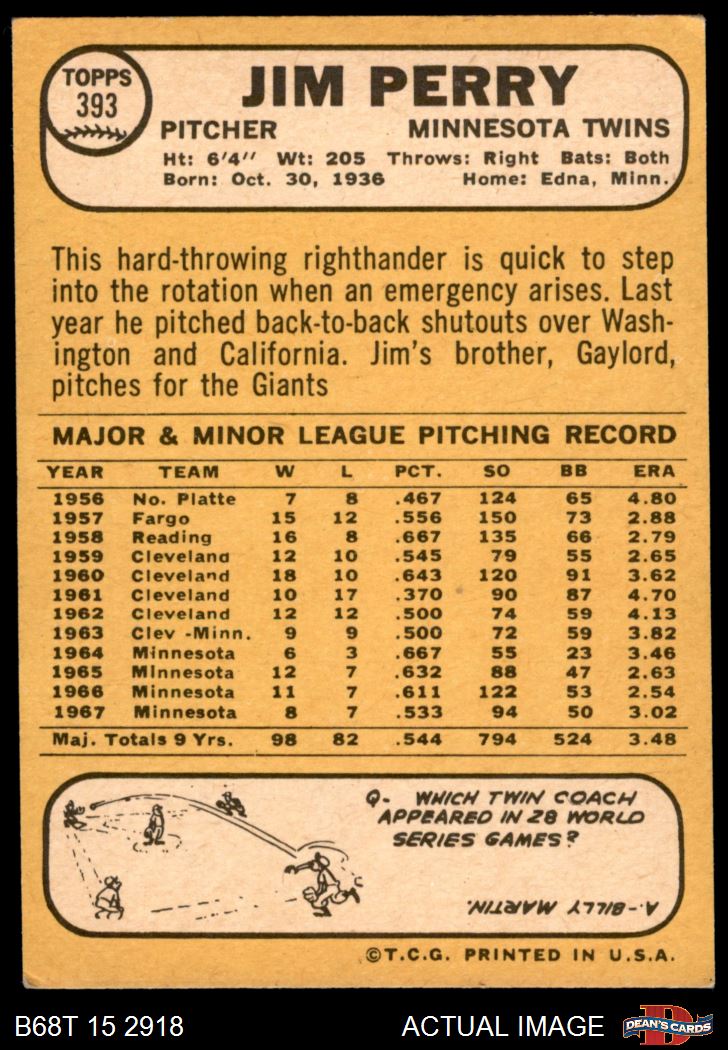 TOPPS
393
JIM PERRY
PITCHER MINNESOTA TWINS
Ht: 6'4" Wt: 205 Throws: Right Bats: Both
Born: Oct. 30, 1936 Home: Edna, Minn.
This hard-throwing righthander is quick to step
into the rotation when an emergency arises. Last
year he pitched back-to-back shutouts over Wash-
ington and California. Jim's brother, Gaylord,
pitches for the Giants
MAJOR & MINOR LEAGUE PITCHING RECORD
YEAR TEAM W L PCT. SO BB ERA
1956 No. Platte 7 8 .467 124 65 4.80
1957 Fargo 15 12 .556 150 73 2.88
1958 Reading 16 8 .667 135 66 2.79
1959 Cleveland 12 10 .545 79 55 2.65
1960 Cleveland 18 10 .643 120 91 3.62
1961 Cleveland 10 17 .370 90 87 4.70
1962 Cleveland 12 12 .500 74 59 4.13
1963 Clev -Minn. 9 9 .500 72 59 3.82
1964 Minnesota 6 3 .667 55 23 3.46
1965 Minnesota 12 7 .632 88 47 2.63
1966 Minnesota 11 7 .611 122 53 2.54
1967 Minnesota 8 7 .533 94 50 3.02
Maj. Totals 9 Yrs. 98 82 .544 794 524 3.48
Q- WHICH TWIN COACH
APPEARED IN 28 WORLD
SERIES GAMES?
A-BILLY MARTIN.
©T.C.G. PRINTED IN U.S.A.
B68T 15 2918 ACTUAL IMAGE
D
DEAN'S CARDS